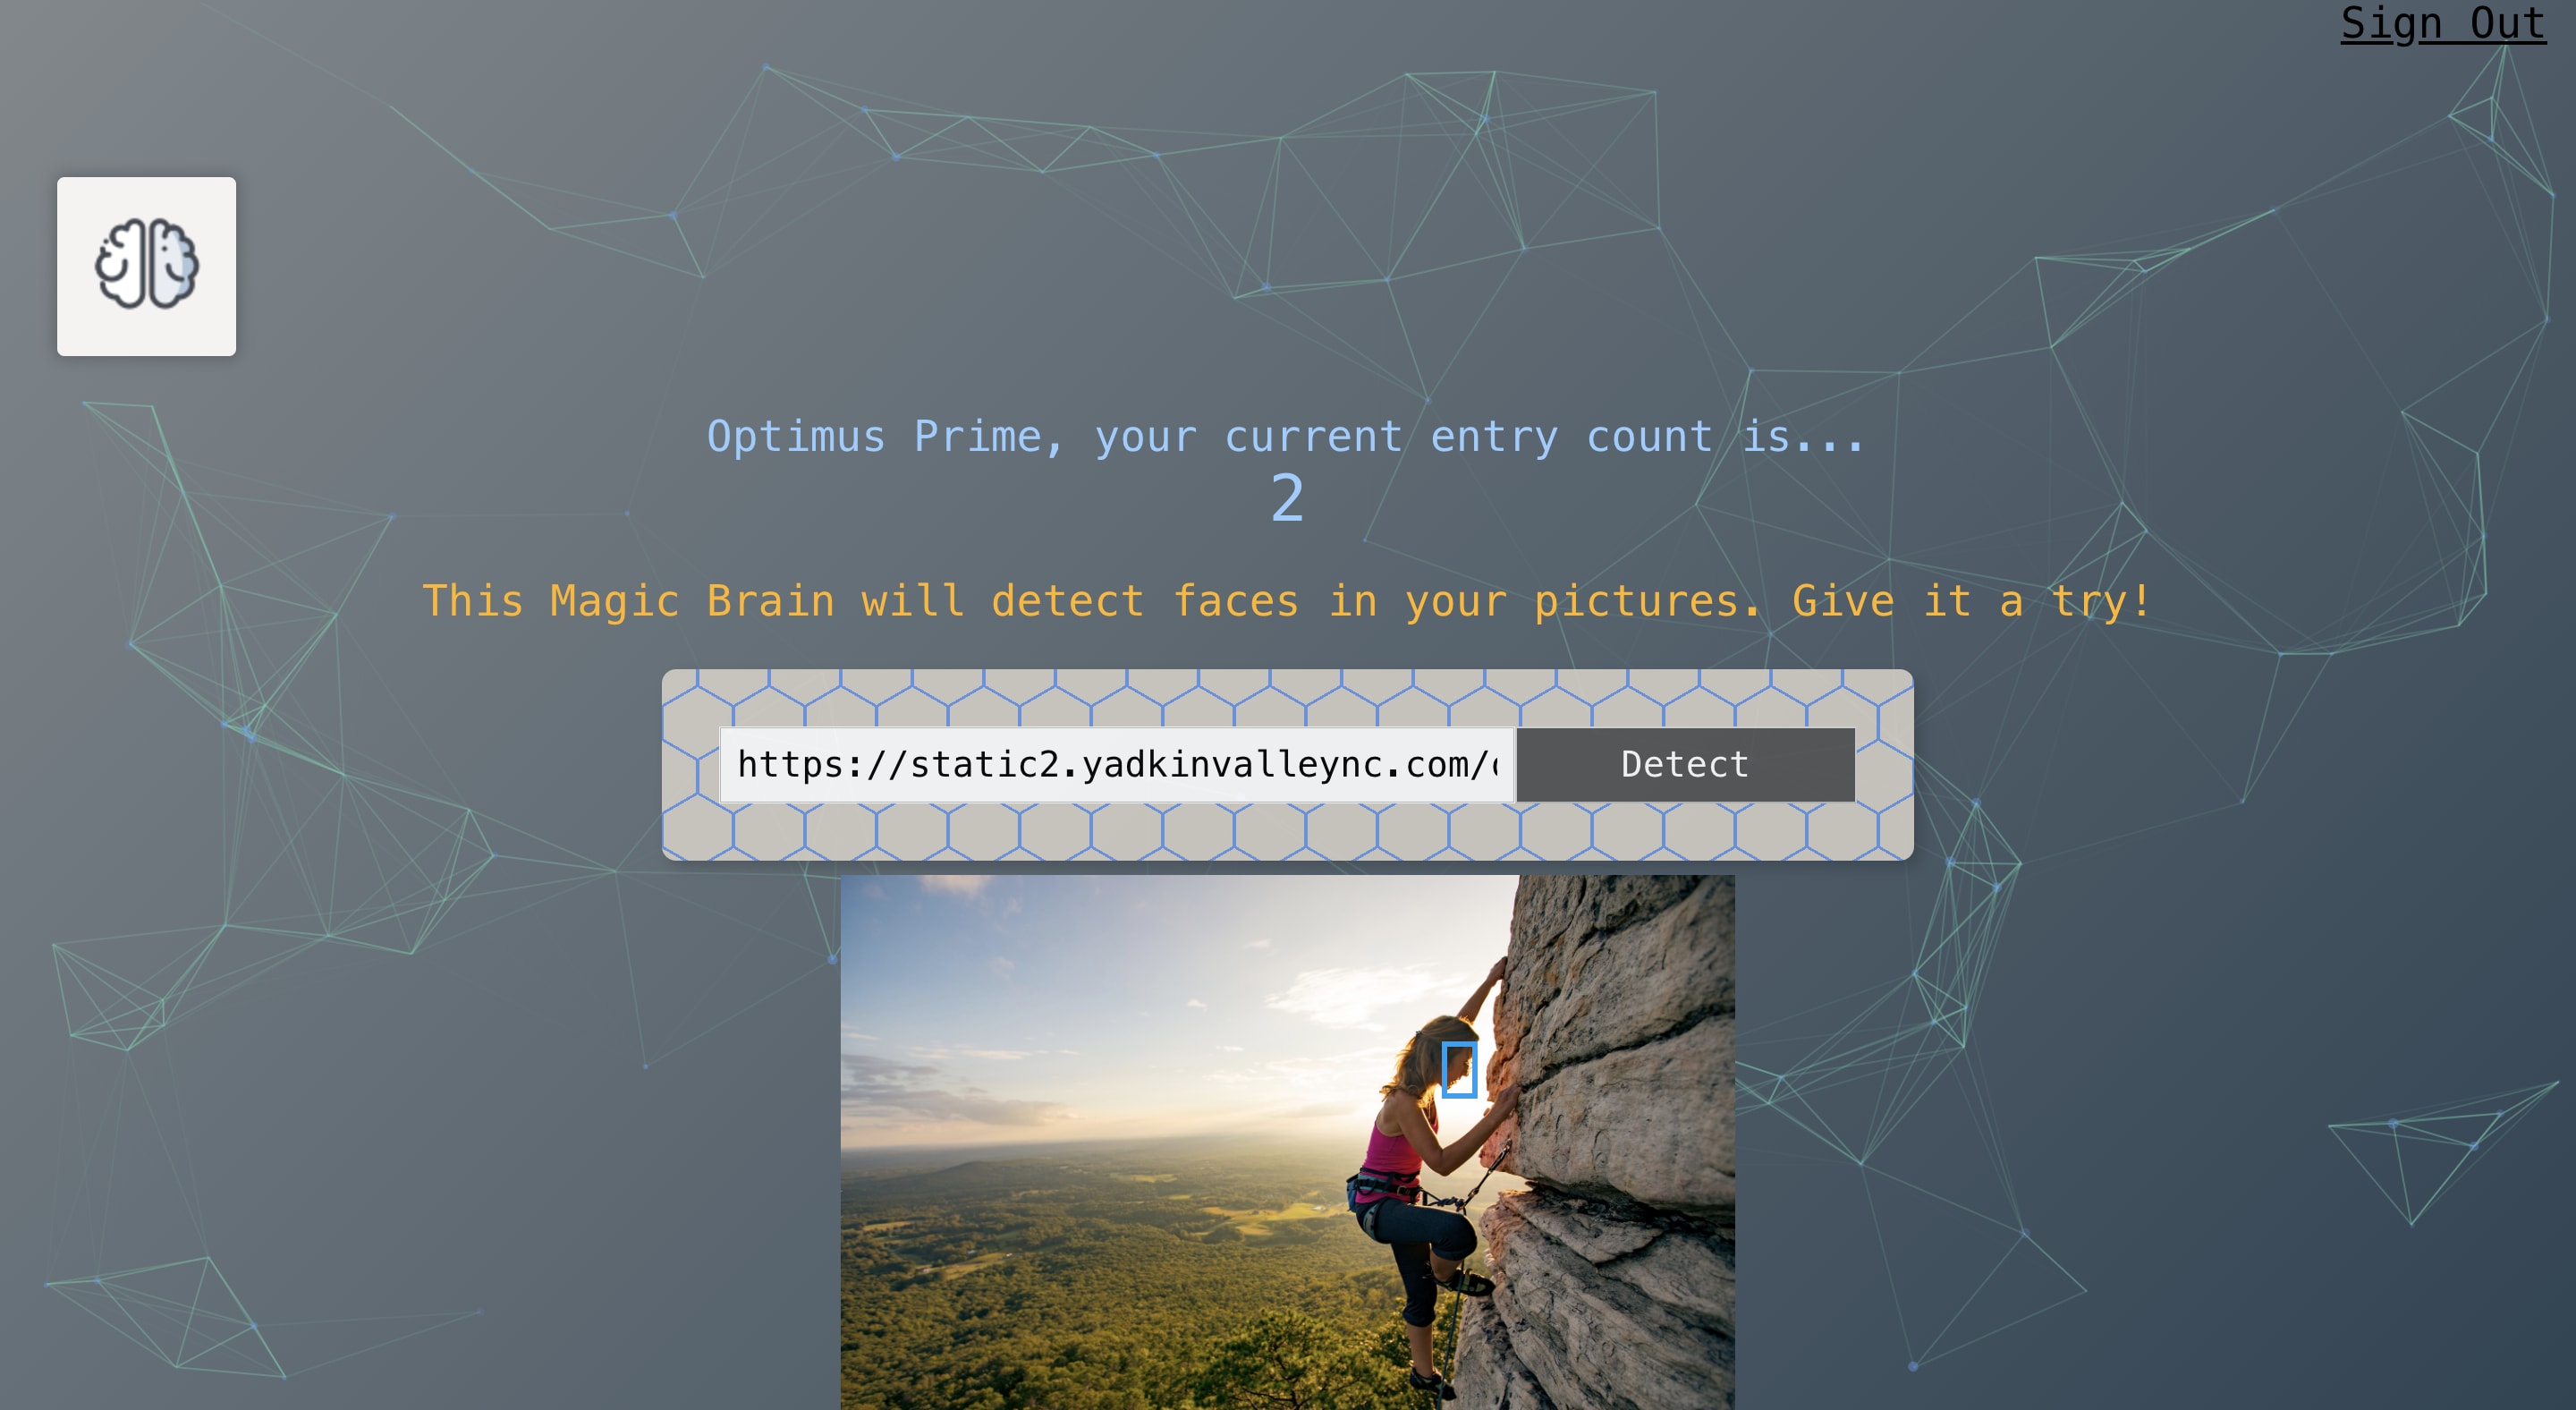 Sign Out
Optimus Prime, your current entry count is...
2
This Magic Brain will detect faces in your pictures. Give it a try!
https://static2.yadkinvalleync.com/
Detect